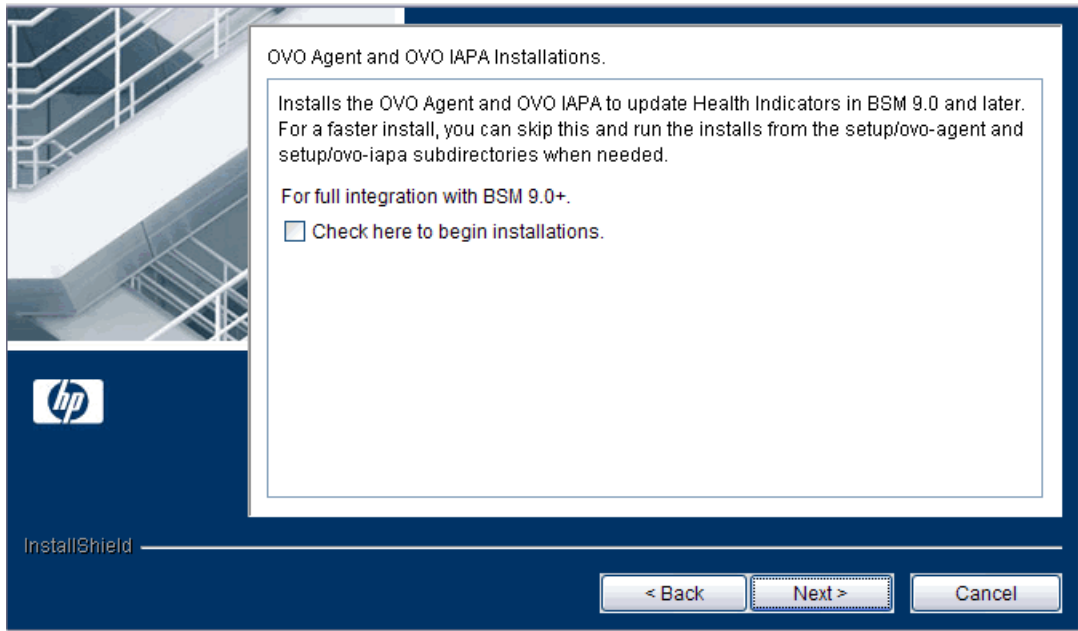 OVO Agent and OVO IAPA Installations.
Installs the OVO Agent and OVO IAPA to update Health Indicators in BSM 9.0 and later.
For a faster install, you can skip this and run the installs from the setup/ovo-agent and
setup/ovo-iapa subdirectories when needed.
For full integration with BSM 9.0+.
Check here to begin installations.
hp
InstallShield
< Back
Next >
Cancel